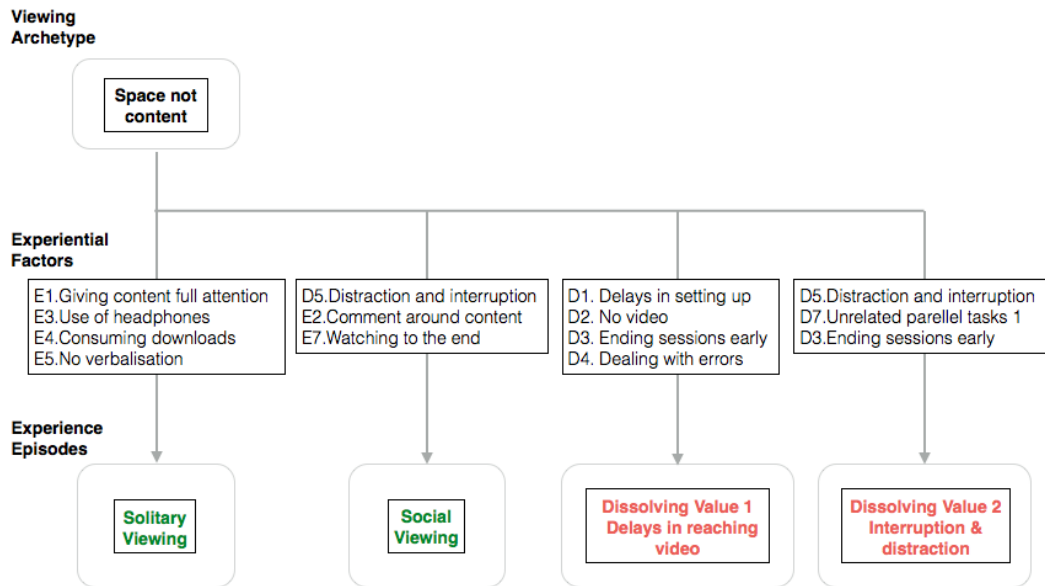 Viewing
Archetype
Space not
content
Experiential
Factors
E1.Giving content full attention
E3.Use of headphones
E4.Consuming downloads
E5.No verbalisation
D5.Distraction and interruption
E2.Comment around content
E7.Watching to the end
D1. Delays in setting up
D2. No video
D3. Ending sessions early
D4. Dealing with errors
D5.Distraction and interruption
D7.Unrelated parellel tasks 1
D3.Ending sessions early
Experience
Episodes
Solitary
Viewing
Social
Viewing
Dissolving Value 1
Delays in reaching
video
Dissolving Value 2
Interruption &
distraction